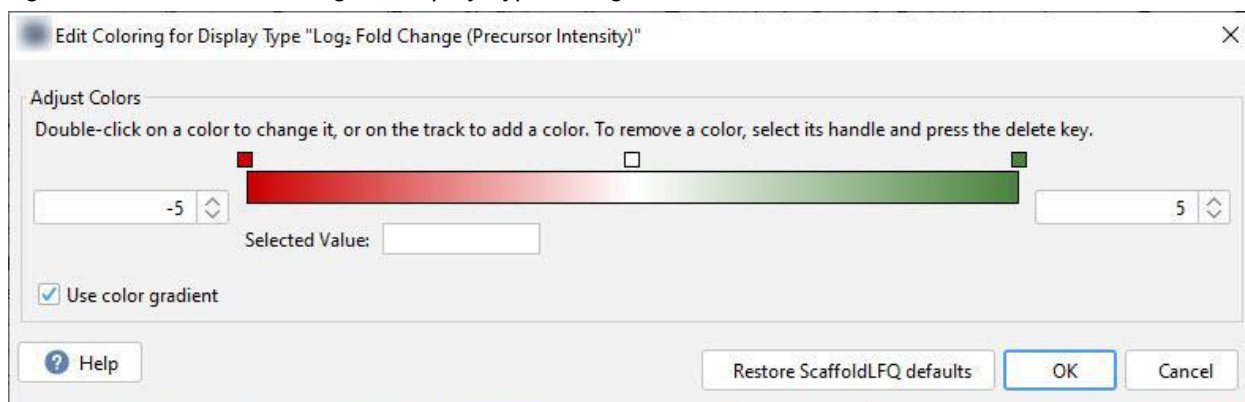 Edit Coloring for Display Type "Log₂ Fold Change (Precursor Intensity)"
Adjust Colors
Double-click on a color to change it, or on the track to add a color. To remove a color, select its handle and press the delete key.
-5
5
Selected Value:
Use color gradient
Help
Restore ScaffoldLFQ defaults
OK
Cancel